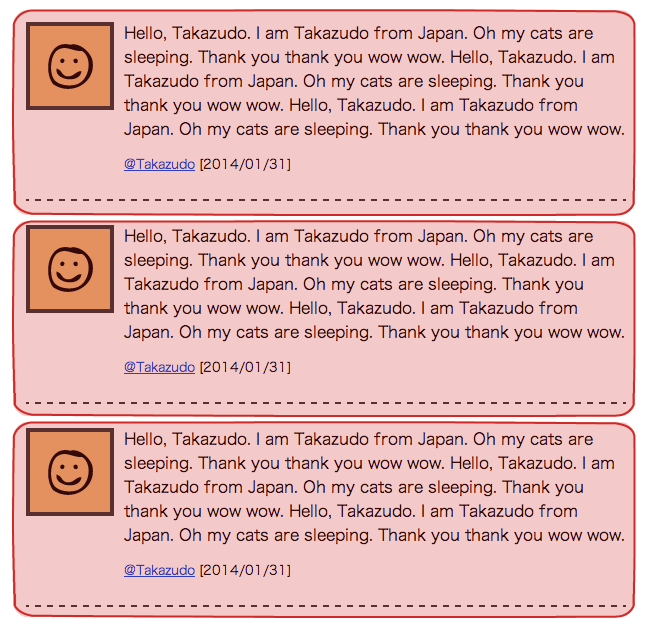 Hello, Takazudo. I am Takazudo from Japan. Oh my cats are
sleeping. Thank you thank you wow wow. Hello, Takazudo. I am
Takazudo from Japan. Oh my cats are sleeping. Thank you
thank you wow wow. Hello, Takazudo. I am Takazudo from
Japan. Oh my cats are sleeping. Thank you thank you wow wow.
@Takazudo [2014/01/31]
Hello, Takazudo. I am Takazudo from Japan. Oh my cats are
sleeping. Thank you thank you wow wow. Hello, Takazudo. I am
Takazudo from Japan. Oh my cats are sleeping. Thank you
thank you wow wow. Hello, Takazudo. I am Takazudo from
Japan. Oh my cats are sleeping. Thank you thank you wow wow.
@Takazudo [2014/01/31]
Hello, Takazudo. I am Takazudo from Japan. Oh my cats are
sleeping. Thank you thank you wow wow. Hello, Takazudo. I am
Takazudo from Japan. Oh my cats are sleeping. Thank you
thank you wow wow. Hello, Takazudo. I am Takazudo from
Japan. Oh my cats are sleeping. Thank you thank you wow wow.
@Takazudo [2014/01/31]